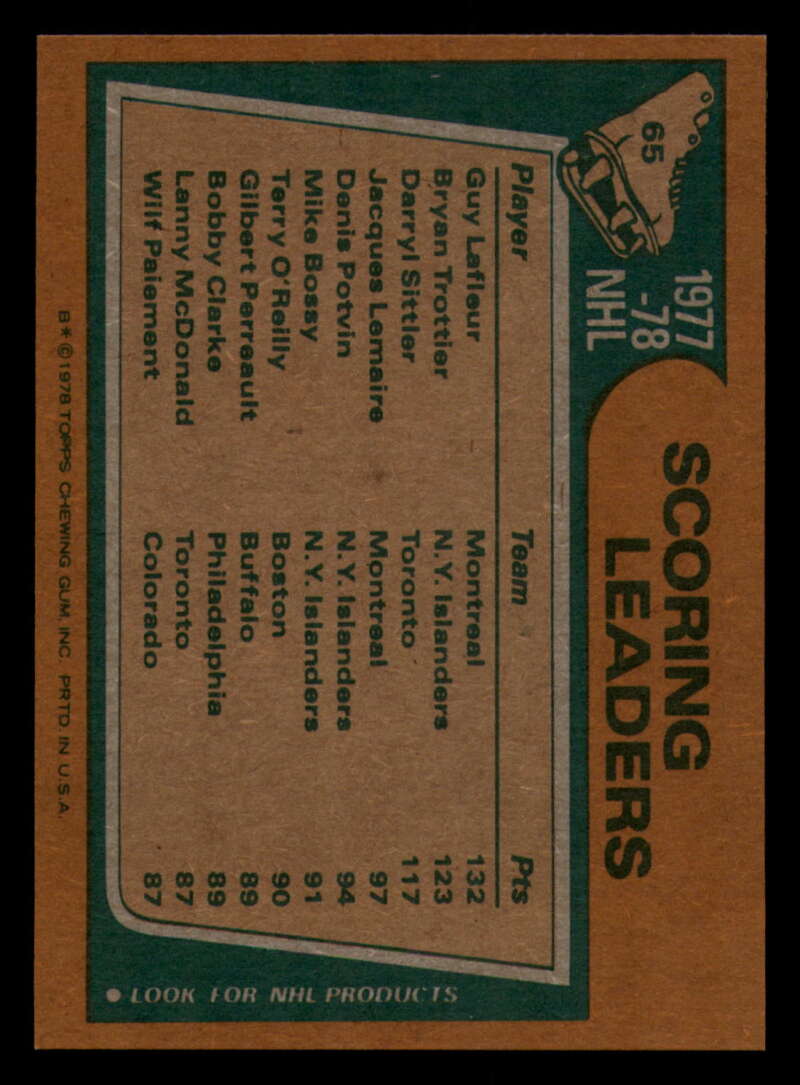 65
1977
-78
NHL
SCORING
LEADERS
Player Team Pts
Guy Lafleur Montreal 132
Bryan Trottier N.Y. Islanders 123
Darryl Sittler Toronto 117
Jacques Lemaire Montreal 97
Denis Potvin N.Y. Islanders 94
Mike Bossy N.Y. Islanders 91
Terry O'Reilly Boston 90
Gilbert Perreault Buffalo 89
Bobby Clarke Philadelphia 89
Lanny McDonald Toronto 87
Wilf Paiement Colorado 87
● LOOK FOR NHL PRODUCTS
B* © 1978 TOPPS CHEWING GUM, INC. PRTD. IN U.S.A.